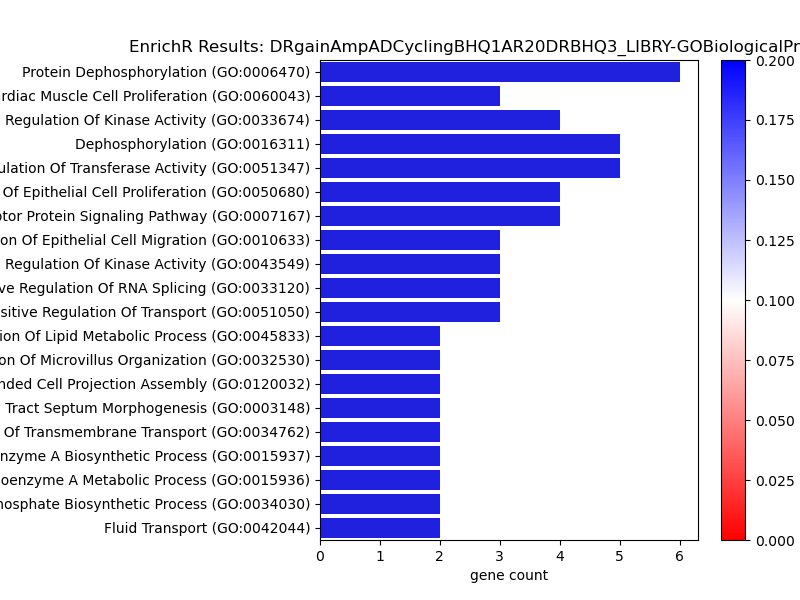 EnrichR Results: DRgainAmpADCyclingBHQ1AR20DRBHQ3_LIBRY-GOBiologicalPr
Protein Dephosphorylation (GO:0006470)
rdiac Muscle Cell Proliferation (GO:0060043)
Regulation Of Kinase Activity (GO:0033674)
Dephosphorylation (GO:0016311)
ulation Of Transferase Activity (GO:0051347)
Of Epithelial Cell Proliferation (GO:0050680)
tor Protein Signaling Pathway (GO:0007167)
on Of Epithelial Cell Migration (GO:0010633)
Regulation Of Kinase Activity (GO:0043549)
ve Regulation Of RNA Splicing (GO:0033120)
sitive Regulation Of Transport (GO:0051050)
ion Of Lipid Metabolic Process (GO:0045833)
on Of Microvillus Organization (GO:0032530)
nded Cell Projection Assembly (GO:0120032)
Tract Septum Morphogenesis (GO:0003148)
Of Transmembrane Transport (GO:0034762)
nzyme A Biosynthetic Process (GO:0015937)
oenzyme A Metabolic Process (GO:0015936)
hosphate Biosynthetic Process (GO:0034030)
Fluid Transport (GO:0042044)
0 1 2 3 4 5 6
gene count
0.200
0.175
0.150
0.125
0.100
0.075
0.050
0.025
0.000